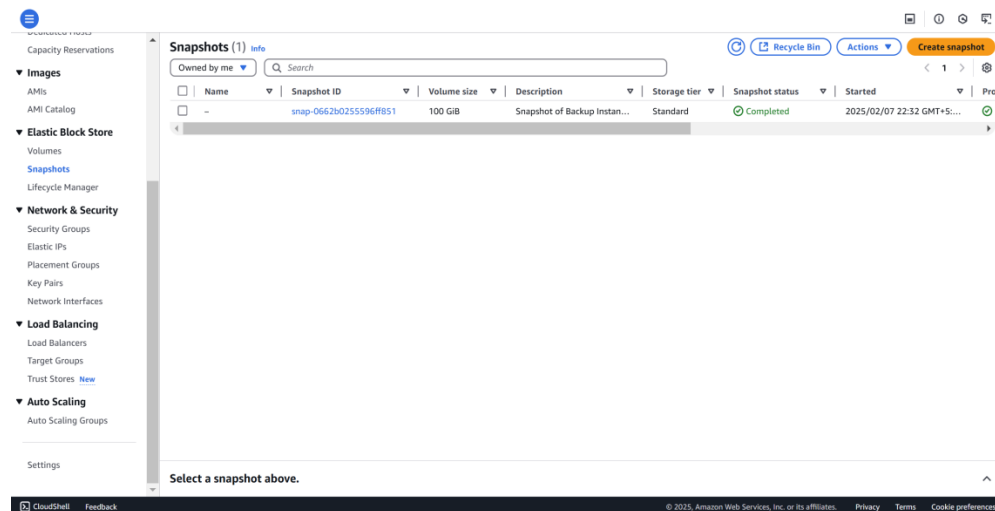 Capacity Reservations
Images
AMIs
AMI Catalog
Elastic Block Store
Volumes
Snapshots
Lifecycle Manager
Network & Security
Security Groups
Elastic IPs
Placement Groups
Key Pairs
Network Interfaces
Load Balancing
Load Balancers
Target Groups
Trust Stores New
Auto Scaling
Auto Scaling Groups
Settings
Snapshots (1) Info
Recycle Bin Actions Create snapshot
Owned by me Search 1
Name Snapshot ID Volume size Description Storage tier Snapshot status Started Pro
– snap-0662b0255596ff851 100 GiB Snapshot of Backup Instan... Standard Completed 2025/02/07 22:32 GMT+5:...
Select a snapshot above.
CloudShell Feedback © 2025, Amazon Web Services, Inc. or its affiliates. Privacy Terms Cookie preferences